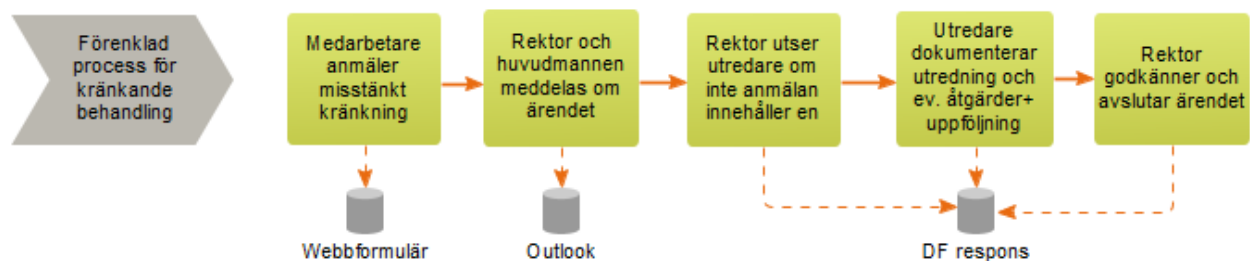 Förenklad
process för
kränkande
behandling
Medarbetare
anmäler
misstänkt
kränkning
Rektor och
huvudmannen
meddelas om
ärendet
Rektor utser
utredare om
inte anmälan
innehåller en
Utredare
dokumenterar
utredning och
ev. åtgärder+
uppföljning
Rektor
godkänner och
avslutar ärendet
Webbformulär
Outlook
DF respons